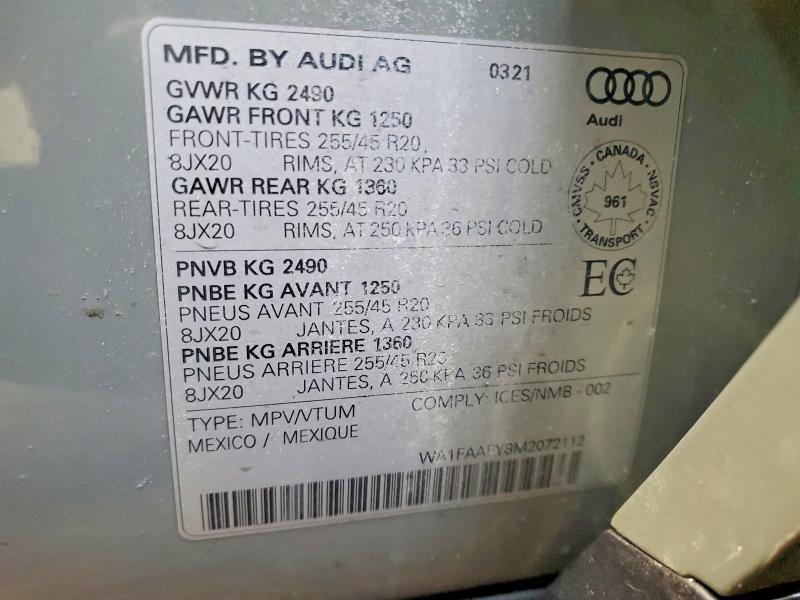 MFD. BY AUDI AG 0321
Audi
GVWR KG 2490
GAWR FRONT KG 1250
FRONT-TIRES 255/45 R20,
8JX20 RIMS, AT 230 KPA 33 PSI COLD
GAWR REAR KG 1360
REAR-TIRES 255/45 R20
8JX20 RIMS, AT 250 KPA 36 PSI COLD
CMVSS - CANADA - NSVAC
961
TRANSPORT
EC
PNVB KG 2490
PNBE KG AVANT 1250
PNEUS AVANT 255/45 R20
8JX20 JANTES, A 230 KPA 33 PSI FROIDS
PNBE KG ARRIERE 1360
PNEUS ARRIERE 255/45 R20
8JX20 JANTES, A 250 KPA 36 PSI FROIDS
COMPLY: ICES/NMB - 002
TYPE: MPV/VTUM
MEXICO / MEXIQUE
WA1FAAFY8M2072112